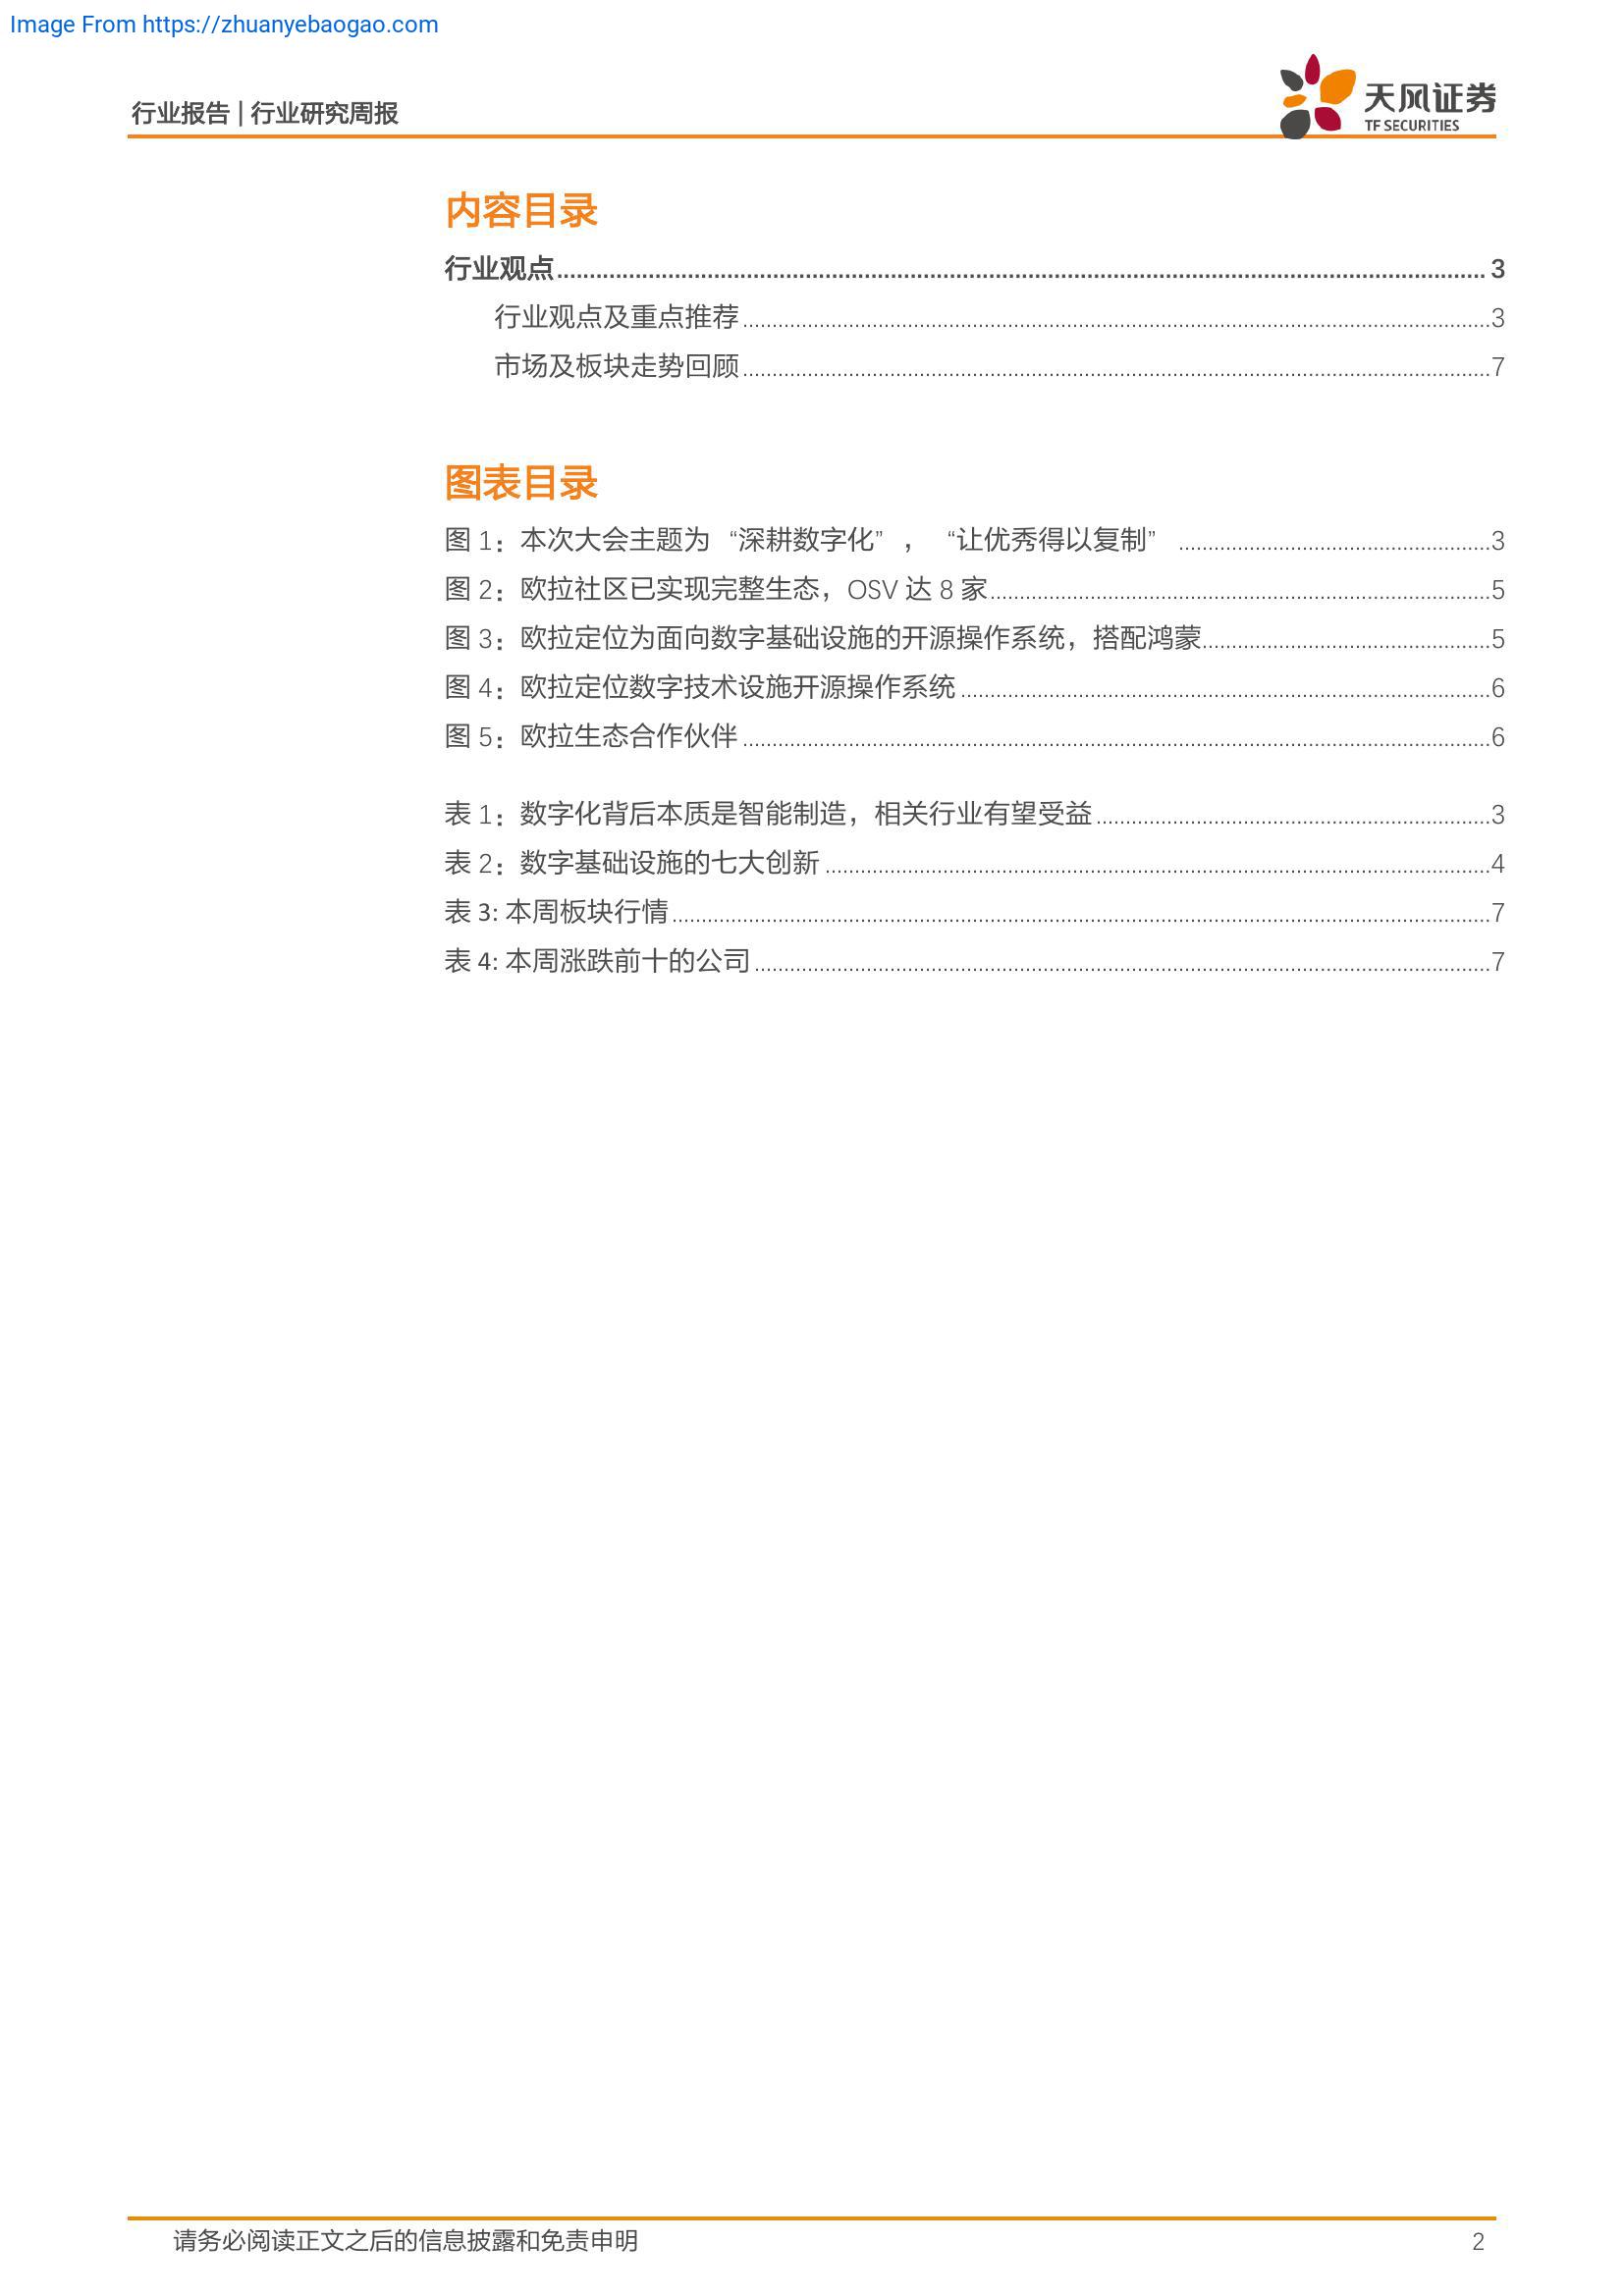 Image From https://zhuanyebaogao.com
行业报告 | 行业研究周报
天风证券
TF SECURITIES
内容目录
行业观点 3
行业观点及重点推荐 3
市场及板块走势回顾 7
图表目录
图 1：本次大会主题为 “深耕数字化” ， “让优秀得以复制” 3
图 2：欧拉社区已实现完整生态，OSV 达 8 家 5
图 3：欧拉定位为面向数字基础设施的开源操作系统，搭配鸿蒙 5
图 4：欧拉定位数字技术设施开源操作系统 6
图 5：欧拉生态合作伙伴 6
表 1：数字化背后本质是智能制造，相关行业有望受益 3
表 2：数字基础设施的七大创新 4
表 3: 本周板块行情 7
表 4: 本周涨跌前十的公司 7
请务必阅读正文之后的信息披露和免责申明 2